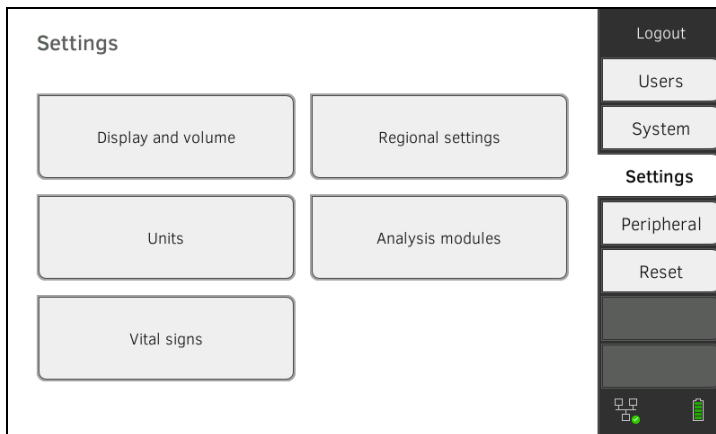 Settings
Display and volume
Regional settings
Units
Analysis modules
Vital signs
Logout
Users
System
Settings
Peripheral
Reset